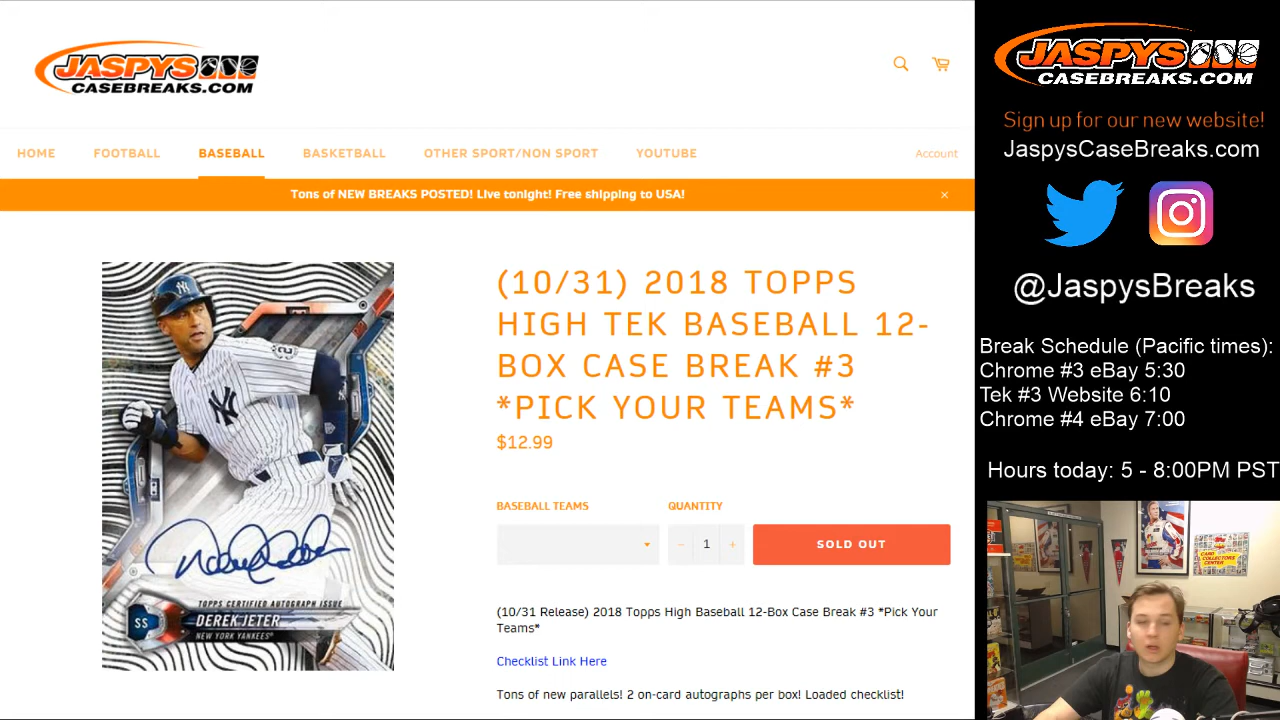 JASPYS
CASEBREAKS.COM
HOME FOOTBALL BASEBALL BASKETBALL OTHER SPORT/NON SPORT YOUTUBE Account
Tons of NEW BREAKS POSTED! Live tonight! Free shipping to USA! ×
(10/31) 2018 TOPPS
HIGH TEK BASEBALL 12-
BOX CASE BREAK #3
*PICK YOUR TEAMS*
$12.99
BASEBALL TEAMS QUANTITY
− 1 + SOLD OUT
(10/31 Release) 2018 Topps High Baseball 12-Box Case Break #3 *Pick Your
Teams*
Checklist Link Here
Tons of new parallels! 2 on-card autographs per box! Loaded checklist!
TOPPS CERTIFIED AUTOGRAPH ISSUE
SS DEREK JETER
NEW YORK YANKEES
JASPYS
CASEBREAKS.COM
Sign up for our new website!
JaspysCaseBreaks.com
@JaspysBreaks
Break Schedule (Pacific times):
Chrome #3 eBay 5:30
Tek #3 Website 6:10
Chrome #4 eBay 7:00
Hours today: 5 - 8:00PM PST